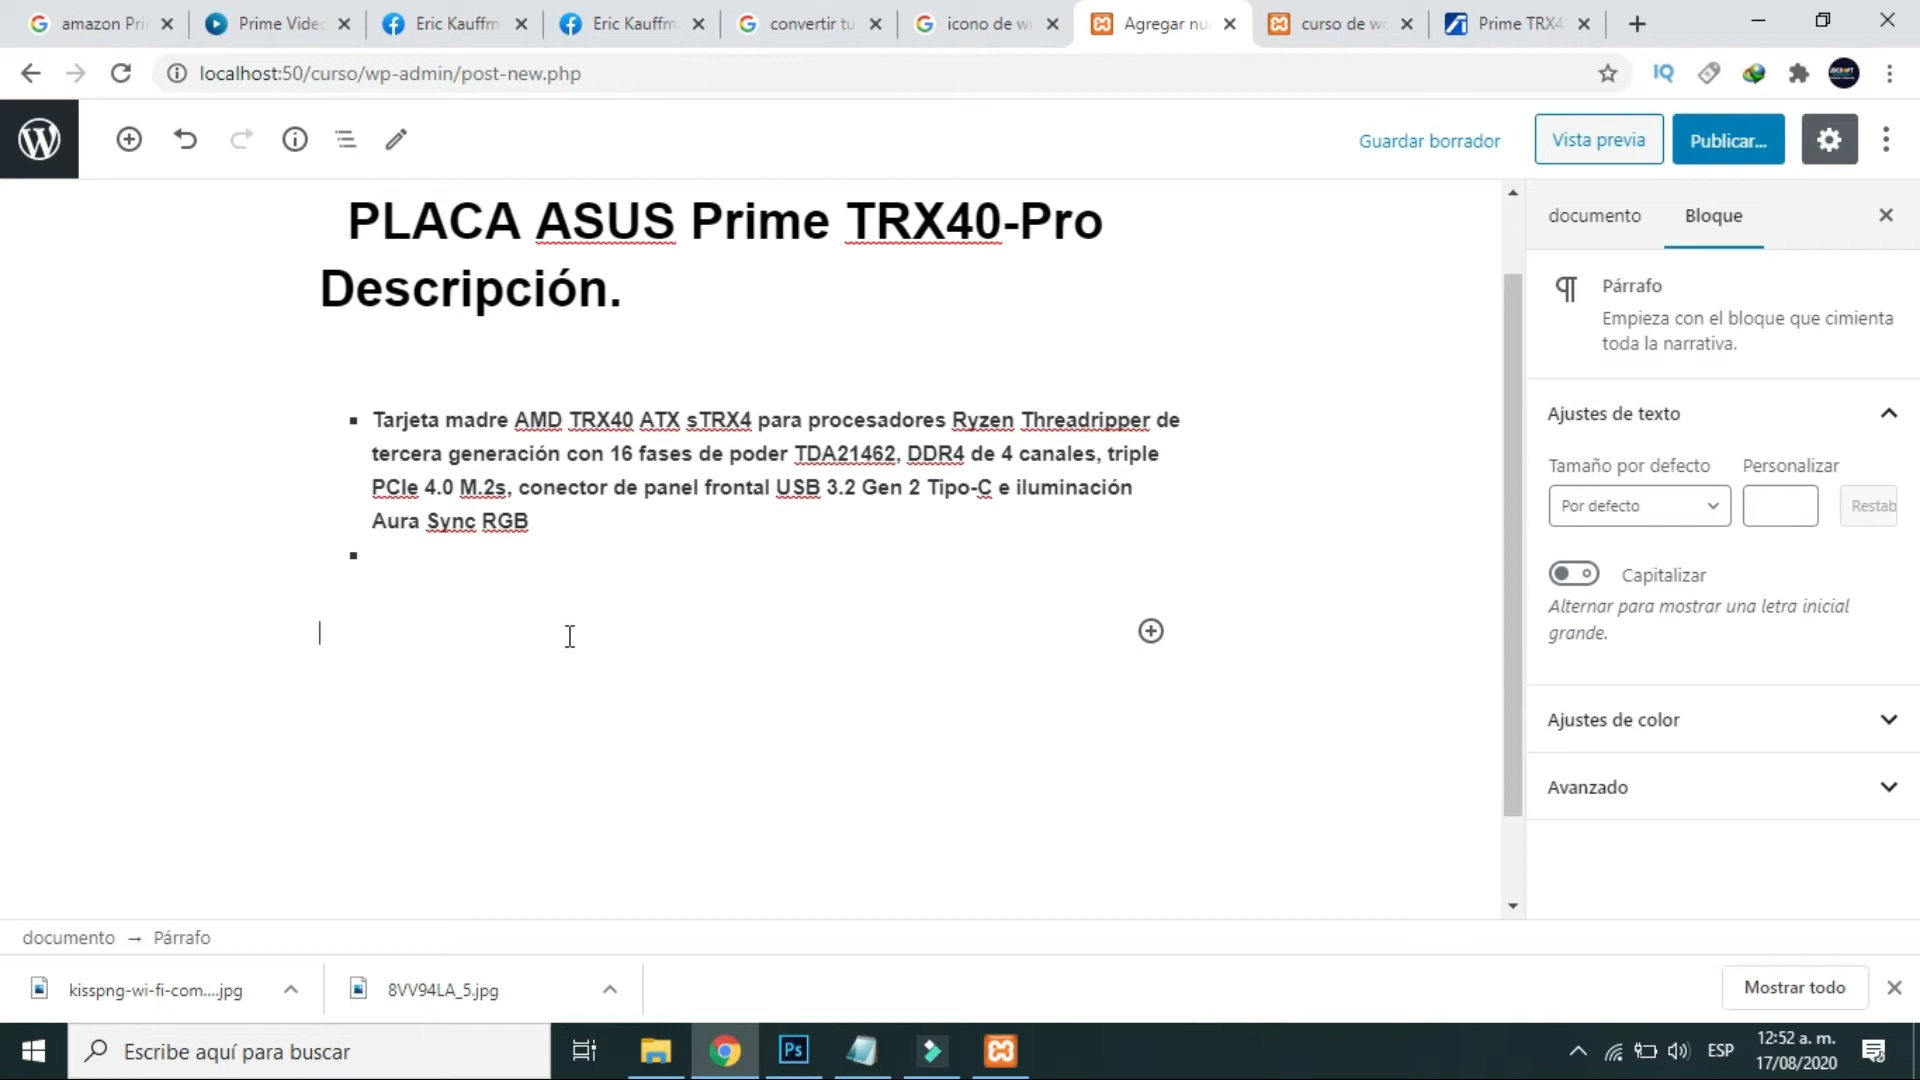 amazon Pri
Prime Videc
Eric Kauffm
Eric Kauffm
convertir tu
icono de wi
Agregar nu
curso de wo
Prime TRX4
localhost:50/curso/wp-admin/post-new.php
IQ
Guardar borrador
Vista previa
Publicar...
PLACA ASUS Prime TRX40-Pro
Descripción.
Tarjeta madre AMD TRX40 ATX sTRX4 para procesadores Ryzen Threadripper de
tercera generación con 16 fases de poder TDA21462, DDR4 de 4 canales, triple
PCIe 4.0 M.2s, conector de panel frontal USB 3.2 Gen 2 Tipo-C e iluminación
Aura Sync RGB
documento
Bloque
Párrafo
Empieza con el bloque que cimienta
toda la narrativa.
Ajustes de texto
Tamaño por defecto
Personalizar
Por defecto
Restab
Capitalizar
Alternar para mostrar una letra inicial
grande.
Ajustes de color
Avanzado
documento → Párrafo
kisspng-wi-fi-com....jpg
8VV94LA_5.jpg
Mostrar todo
Escribe aquí para buscar
Ps
ESP
12:52 a. m.
17/08/2020